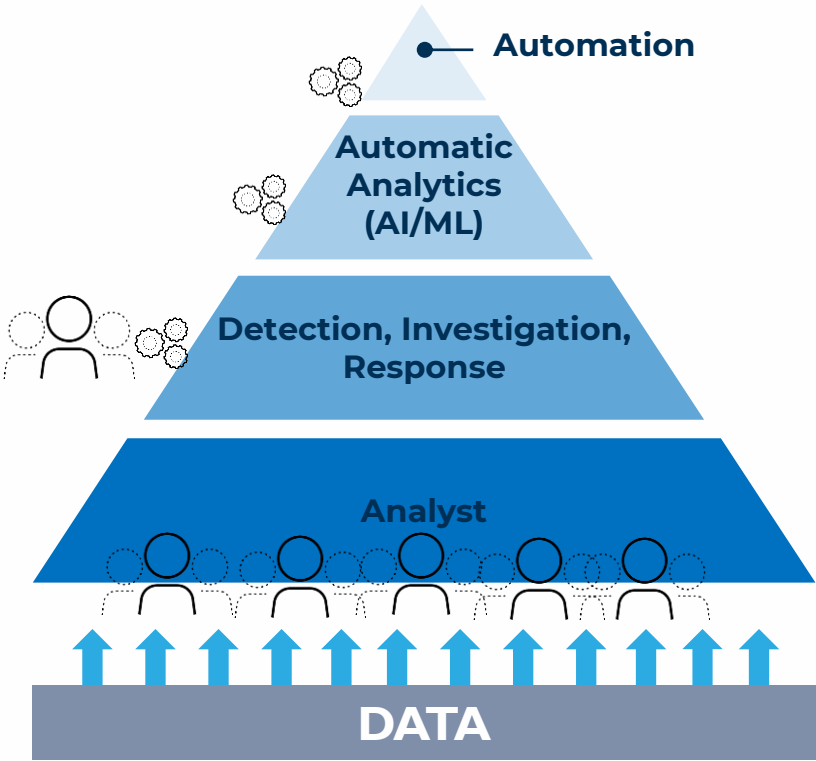 Automation
Automatic
Analytics
(AI/ML)
Detection, Investigation,
Response
Analyst
DATA